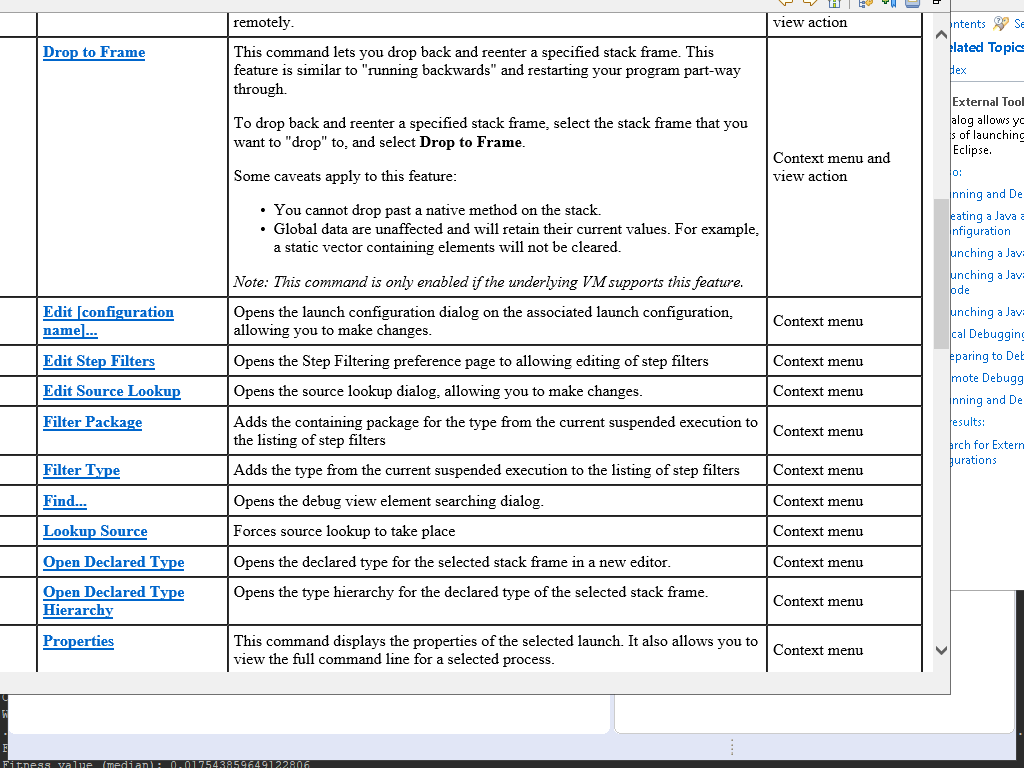 remotely.
view action
Drop to Frame
This command lets you drop back and reenter a specified stack frame. This
feature is similar to "running backwards" and restarting your program part-way
through.
To drop back and reenter a specified stack frame, select the stack frame that you
want to "drop" to, and select Drop to Frame.
Some caveats apply to this feature:
• You cannot drop past a native method on the stack.
• Global data are unaffected and will retain their current values. For example,
a static vector containing elements will not be cleared.
Note: This command is only enabled if the underlying VM supports this feature.
Context menu and
view action
Edit [configuration
name]...
Opens the launch configuration dialog on the associated launch configuration,
allowing you to make changes.
Context menu
Edit Step Filters
Opens the Step Filtering preference page to allowing editing of step filters
Context menu
Edit Source Lookup
Opens the source lookup dialog, allowing you to make changes.
Context menu
Filter Package
Adds the containing package for the type from the current suspended execution to
the listing of step filters
Context menu
Filter Type
Adds the type from the current suspended execution to the listing of step filters
Context menu
Find...
Opens the debug view element searching dialog.
Context menu
Lookup Source
Forces source lookup to take place
Context menu
Open Declared Type
Opens the declared type for the selected stack frame in a new editor.
Context menu
Open Declared Type
Hierarchy
Opens the type hierarchy for the declared type of the selected stack frame.
Context menu
Properties
This command displays the properties of the selected launch. It also allows you to
view the full command line for a selected process.
Context menu
ntents Se
elated Topics
dex
External Tool
alog allows yo
s of launching
Eclipse.
o:
nning and De
eating a Java a
nfiguration
unching a Java
unching a Java
ode
unching a Java
cal Debugging
eparing to Deb
mote Debugg
nning and De
esults:
arch for Extern
gurations
Fitness value (median): 0.017543859649122806